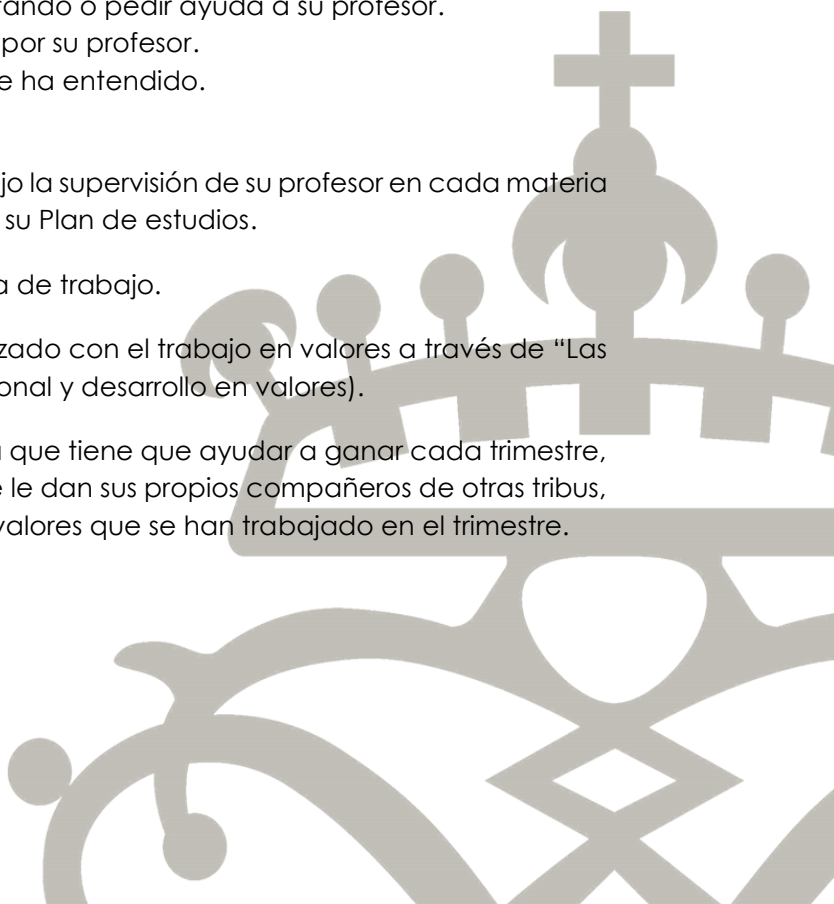 tando o pedir ayuda a su profesor.
por su profesor.
e ha entendido.
jo la supervisión de su profesor en cada materia
su Plan de estudios.
a de trabajo.
zado con el trabajo en valores a través de “Las
onal y desarrollo en valores).
que tiene que ayudar a ganar cada trimestre,
e le dan sus propios compañeros de otras tribus,
valores que se han trabajado en el trimestre.